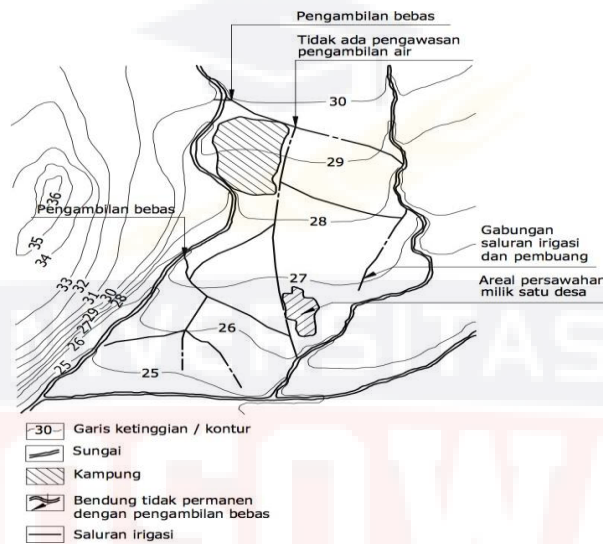 Pengambilan bebas
Tidak ada pengawasan
pengambilan air
30
29
28
Pengambilan bebas
Gabungan
saluran irigasi
dan pembuang
27
Areal persawahar
milik satu desa
26
25
36
35
34
33
32
31
30
29
28
27
26
25
UNIVERSITAS
30 Garis ketinggian / kontur
Sungai
Kampung
Bendung tidak permanen
dengan pengambilan bebas
Saluran irigasi